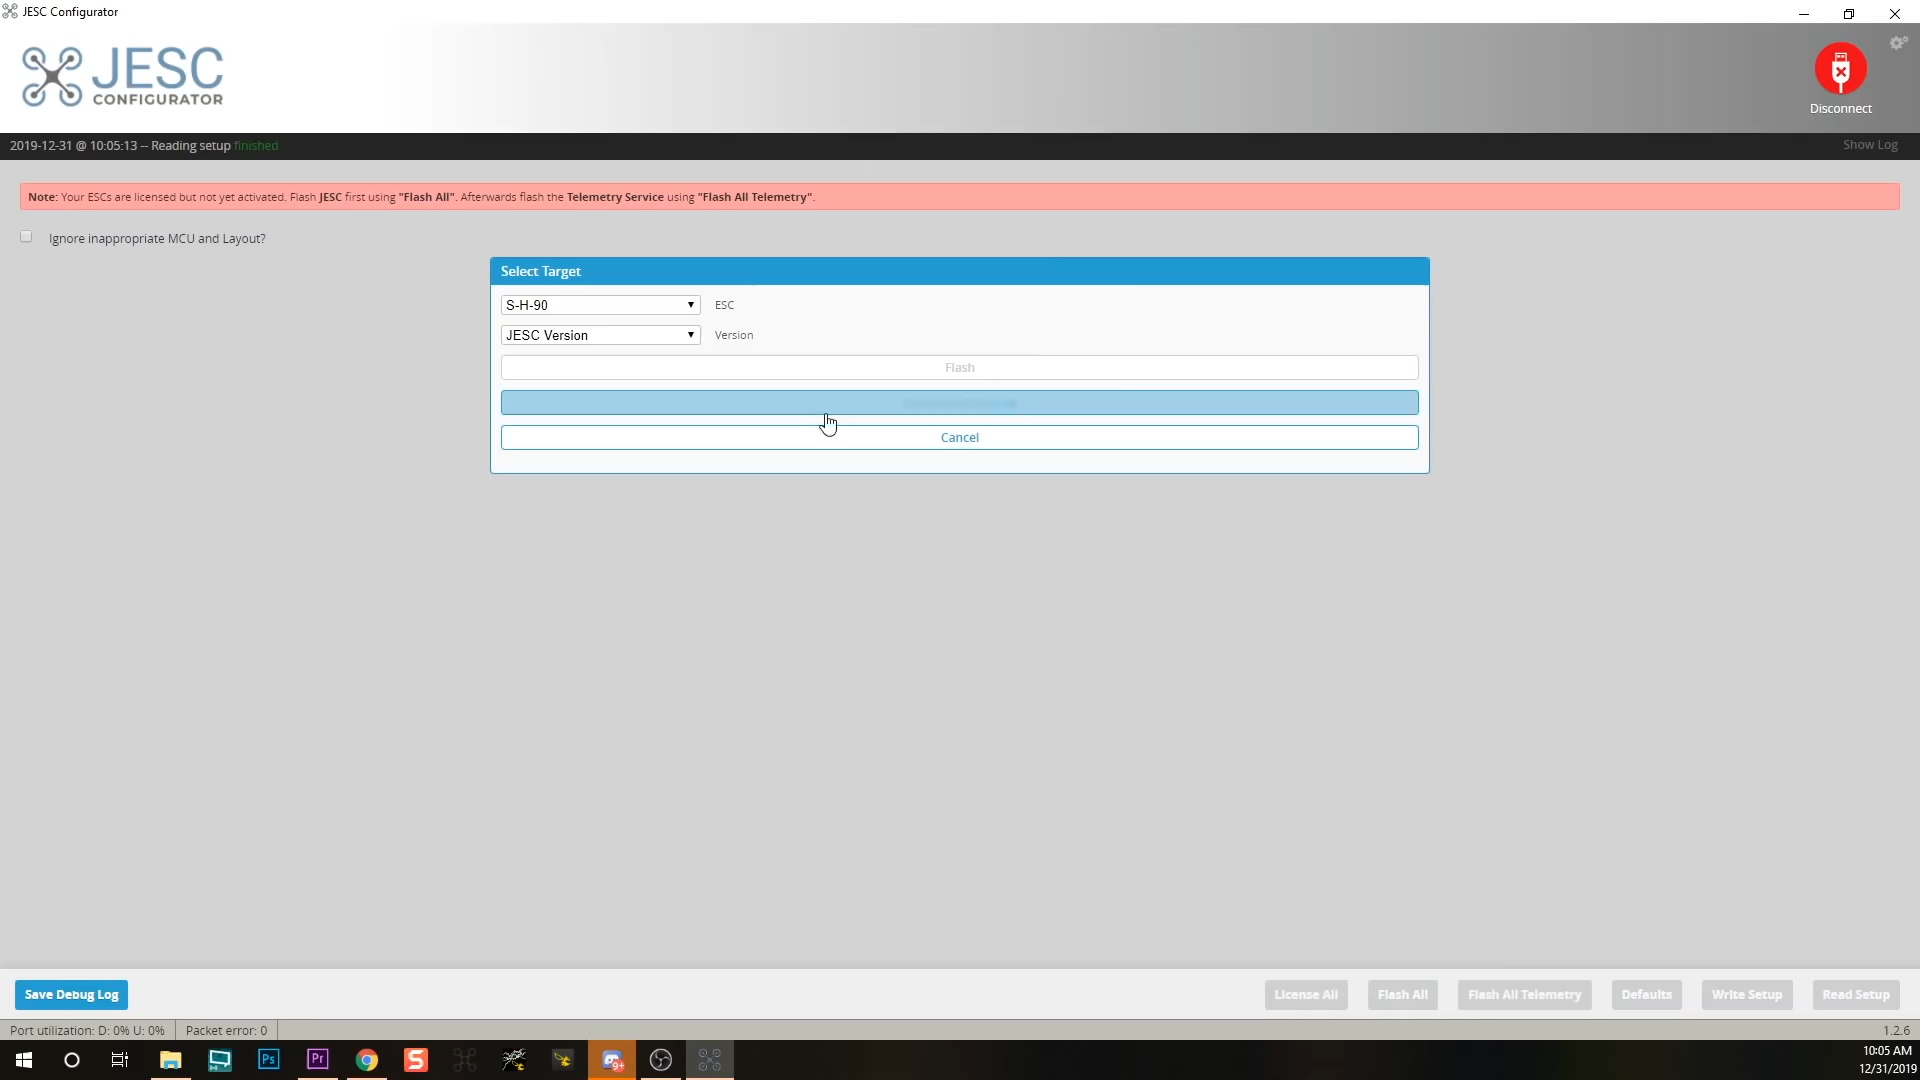 JESC Configurator
JESC
CONFIGURATOR
Disconnect
2019-12-31 @ 10:05:13 -- Reading setup finished
Show Log
Note: Your ESCs are licensed but not yet activated. Flash JESC first using "Flash All". Afterwards flash the Telemetry Service using "Flash All Telemetry".
Ignore inappropriate MCU and Layout?
Select Target
S-H-90
ESC
JESC Version
Version
Flash
Cancel
Save Debug Log
License All
Flash All
Flash All Telemetry
Defaults
Write Setup
Read Setup
Port utilization: D: 0% U: 0%
Packet error: 0
1.2.6
Ps
Pr
S
9+
10:05 AM
12/31/2019